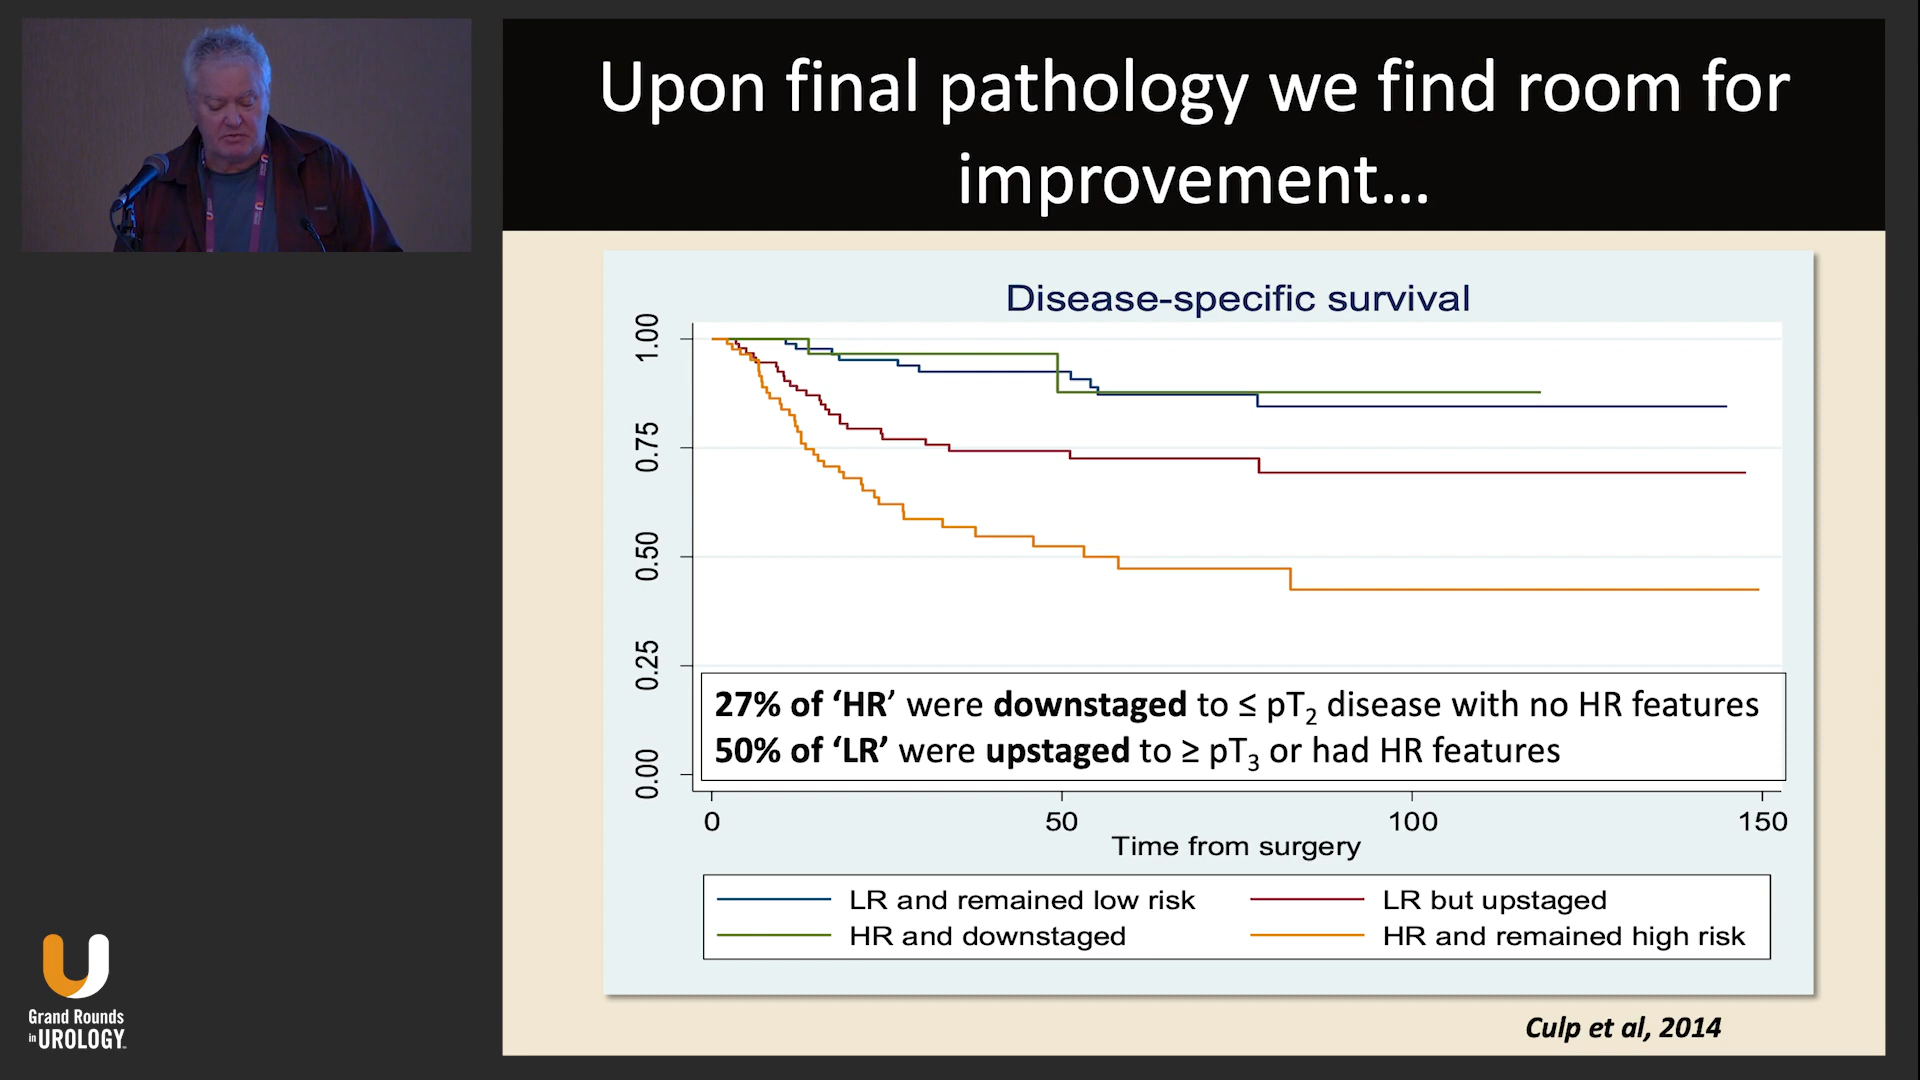 Upon final pathology we find room for
improvement...
Disease-specific survival
1.00
0.75
0.50
0.25
0.00
27% of ‘HR’ were downstaged to ≤ pT2 disease with no HR features
50% of ‘LR’ were upstaged to ≥ pT3 or had HR features
0 50 100 150
Time from surgery
LR and remained low risk LR but upstaged
HR and downstaged HR and remained high risk
Culp et al, 2014
Grand Rounds
in UROLOGY